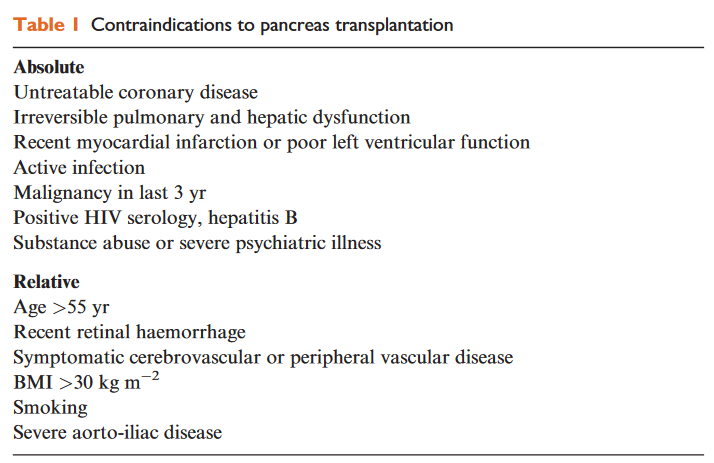 Table 1 Contraindications to pancreas transplantation
Absolute
Untreatable coronary disease
Irreversible pulmonary and hepatic dysfunction
Recent myocardial infarction or poor left ventricular function
Active infection
Malignancy in last 3 yr
Positive HIV serology, hepatitis B
Substance abuse or severe psychiatric illness
Relative
Age >55 yr
Recent retinal haemorrhage
Symptomatic cerebrovascular or peripheral vascular disease
BMI >30 kg m⁻²
Smoking
Severe aorto-iliac disease